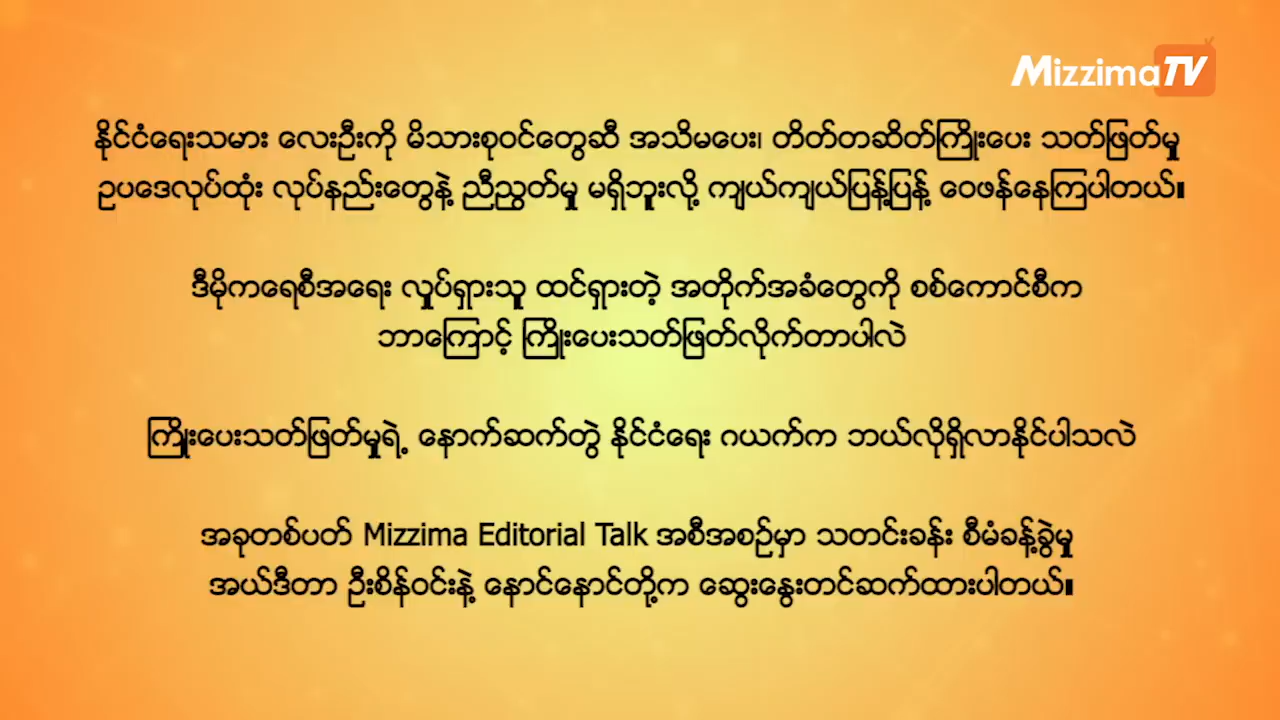 Mizzima TV
နိုင်ငံရေးသမား လေးဦးကို မိသားစုဝင်တွေဆီ အသိမပေး၊ တိတ်တဆိတ်ကြိုးပေး သတ်ဖြတ်မှု
ဥပဒေလုပ်ထုံး လုပ်နည်းတွေနဲ့ ညီညွတ်မှု မရှိဘူးလို့ ကျယ်ကျယ်ပြန့်ပြန့် ဝေဖန်နေကြပါတယ်။
ဒီမိုကရေစီအရေး လှုပ်ရှားသူ ထင်ရှားတဲ့ အတိုက်အခံတွေကို စစ်ကောင်စီက
ဘာကြောင့် ကြိုးပေးသတ်ဖြတ်လိုက်တာပါလဲ
ကြိုးပေးသတ်ဖြတ်မှုရဲ့ နောက်ဆက်တွဲ နိုင်ငံရေး ဂယက်က ဘယ်လိုရှိလာနိုင်ပါသလဲ
အခုတစ်ပတ် Mizzima Editorial Talk အစီအစဉ်မှာ သတင်းခန်း စီမံခန့်ခွဲမှု
အယ်ဒီတာ ဦးစိန်ဝင်းနဲ့ နောင်နောင်တို့က ဆွေးနွေးတင်ဆက်ထားပါတယ်။